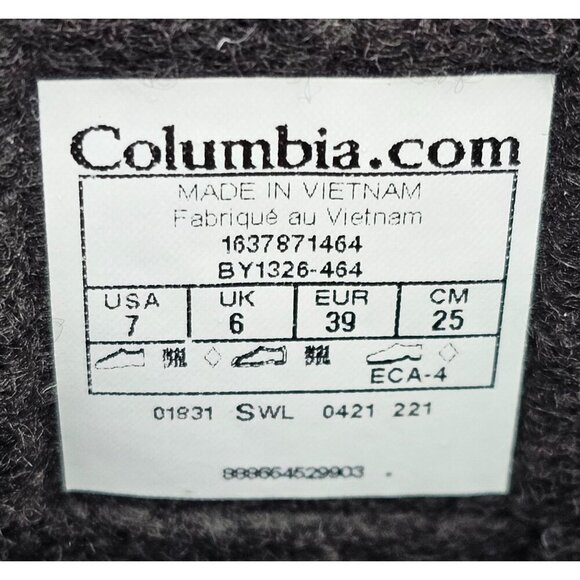 Columbia.com
MADE IN VIETNAM
Fabriqué au Vietnam
1637871464
BY1326-464
USA UK EUR CM
7 6 39 25
ECA-4
01931 SWL 0421 221
888664529903